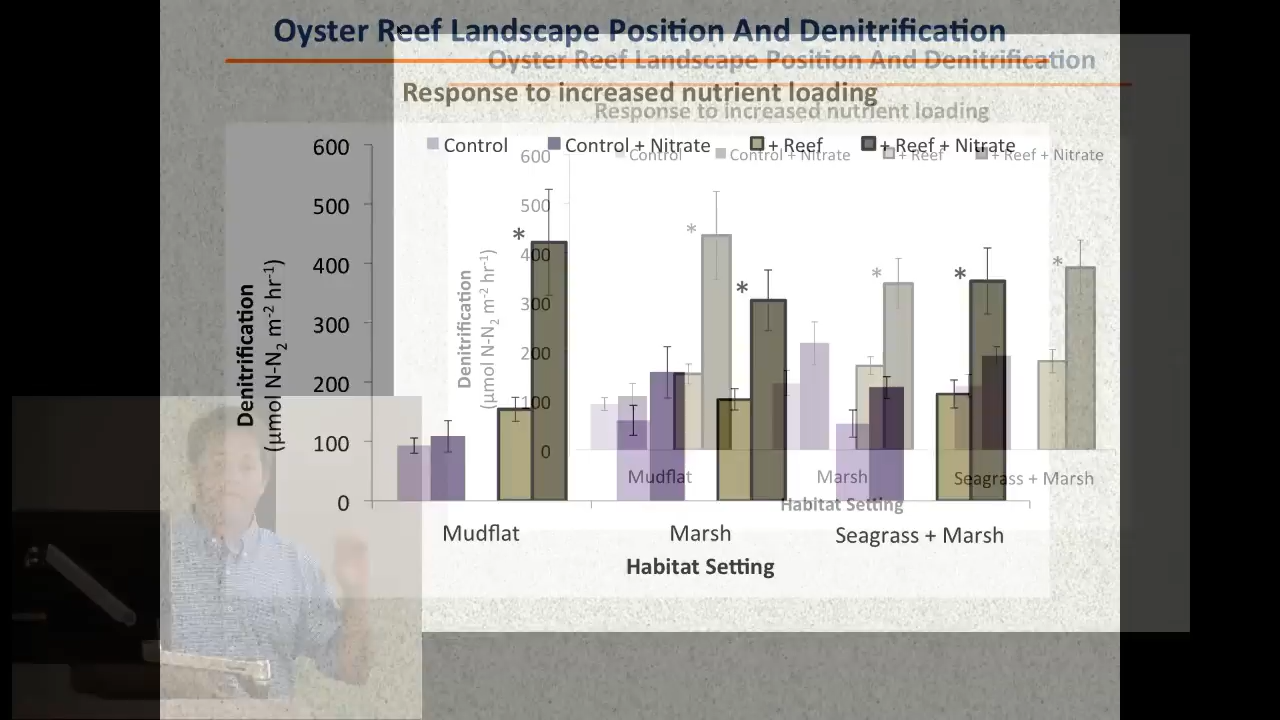 Oyster Reef Landscape Position And Denitrification
Oyster Reef Landscape Position And Denitrification
Response to increased nutrient loading
Response to increased nutrient loading
Control Control + Nitrate + Reef + Reef + Nitrate
Control Control + Nitrate + Reef + Reef + Nitrate
600
500
400
300
200
100
0
600
500
400
300
200
100
0
Denitrification
(µmol N-N₂ m⁻² hr⁻¹)
Denitrification
(µmol N-N₂ m⁻² hr⁻¹)
*
*
*
*
*
*
Mudflat Marsh Seagrass + Marsh
Habitat Setting
Mudflat Marsh Seagrass + Marsh
Habitat Setting